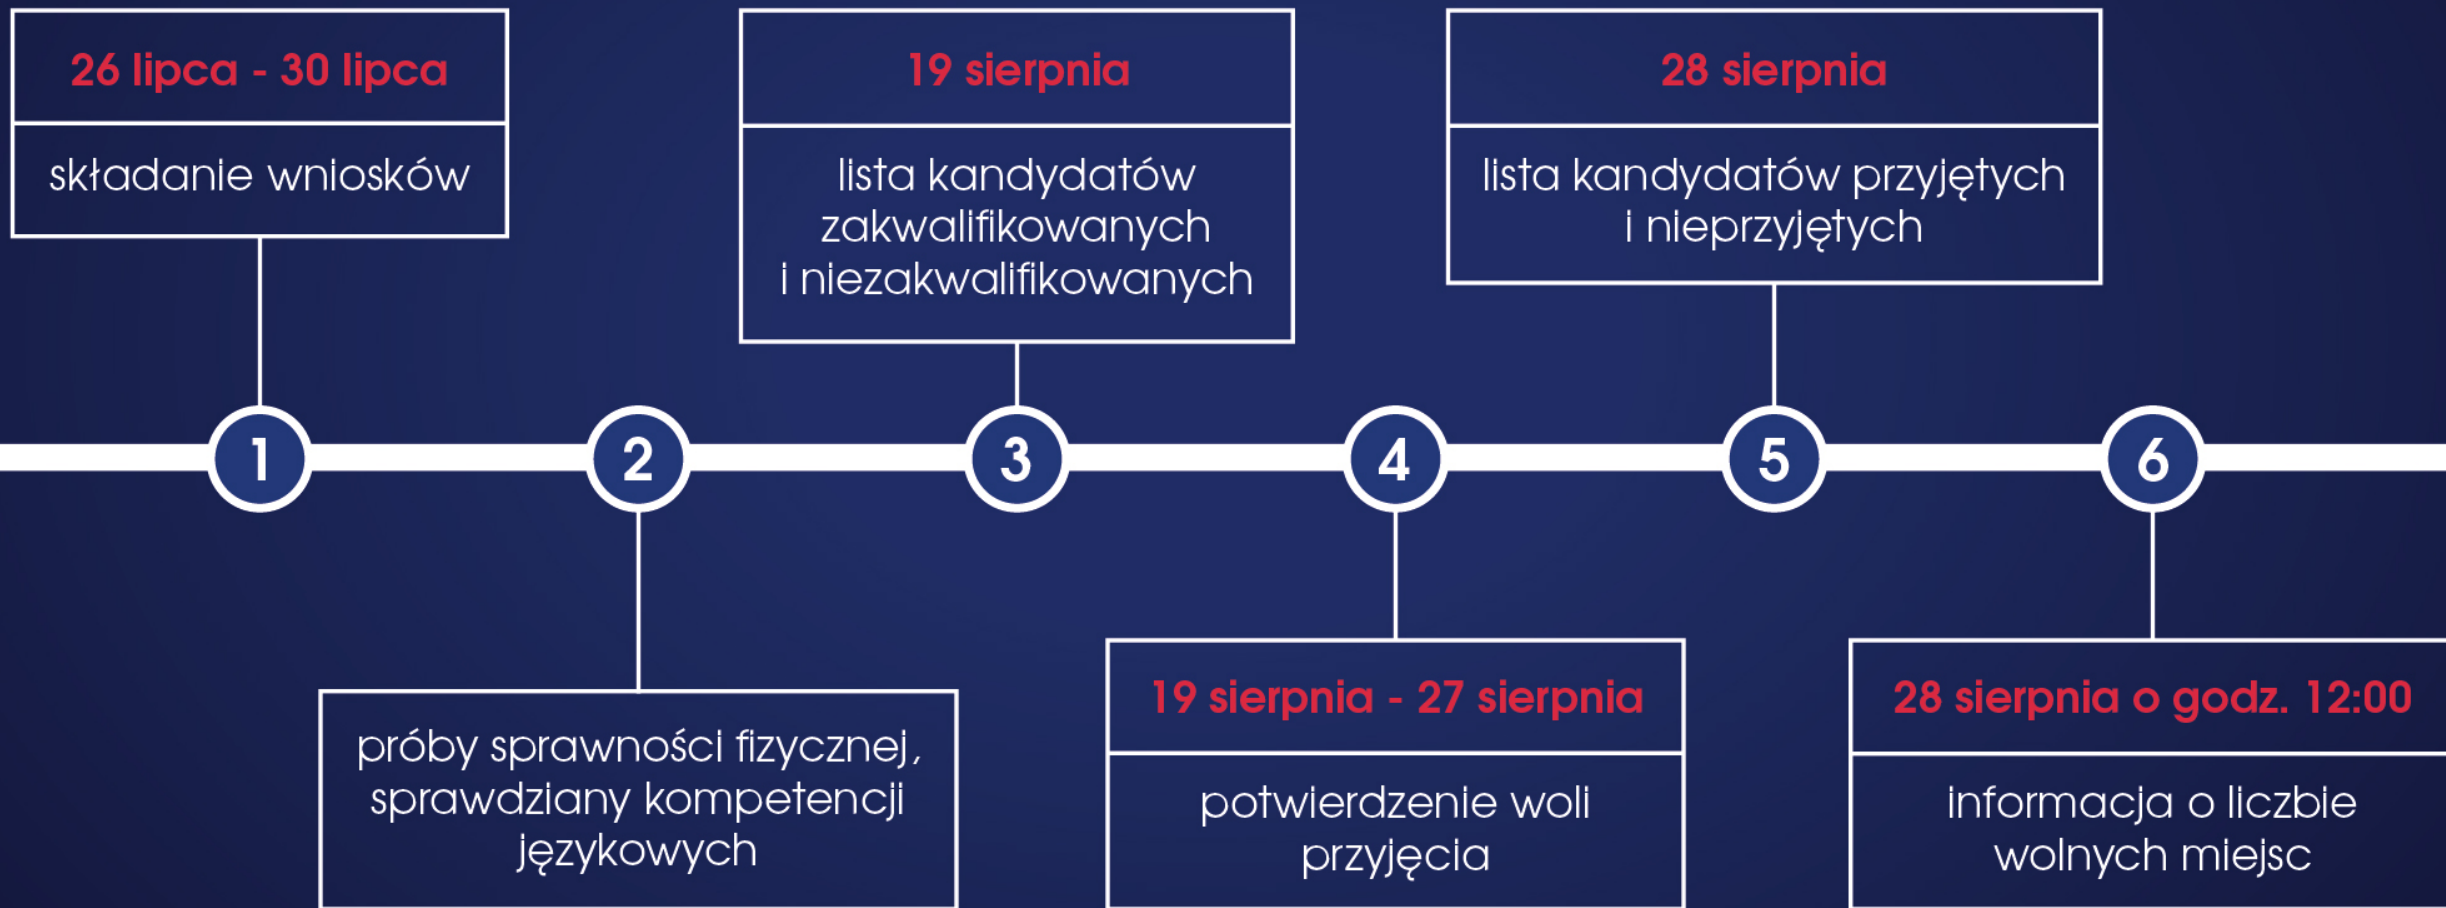 26 lipca - 30 lipca
składanie wniosków
19 sierpnia
lista kandydatów
zakwalifikowanych
i niezakwalifikowanych
28 sierpnia
lista kandydatów przyjętych
i nieprzyjętych
1
2
3
4
5
6
próby sprawności fizycznej,
sprawdziany kompetencji
językowych
19 sierpnia - 27 sierpnia
potwierdzenie woli
przyjęcia
28 sierpnia o godz. 12:00
informacja o liczbie
wolnych miejsc